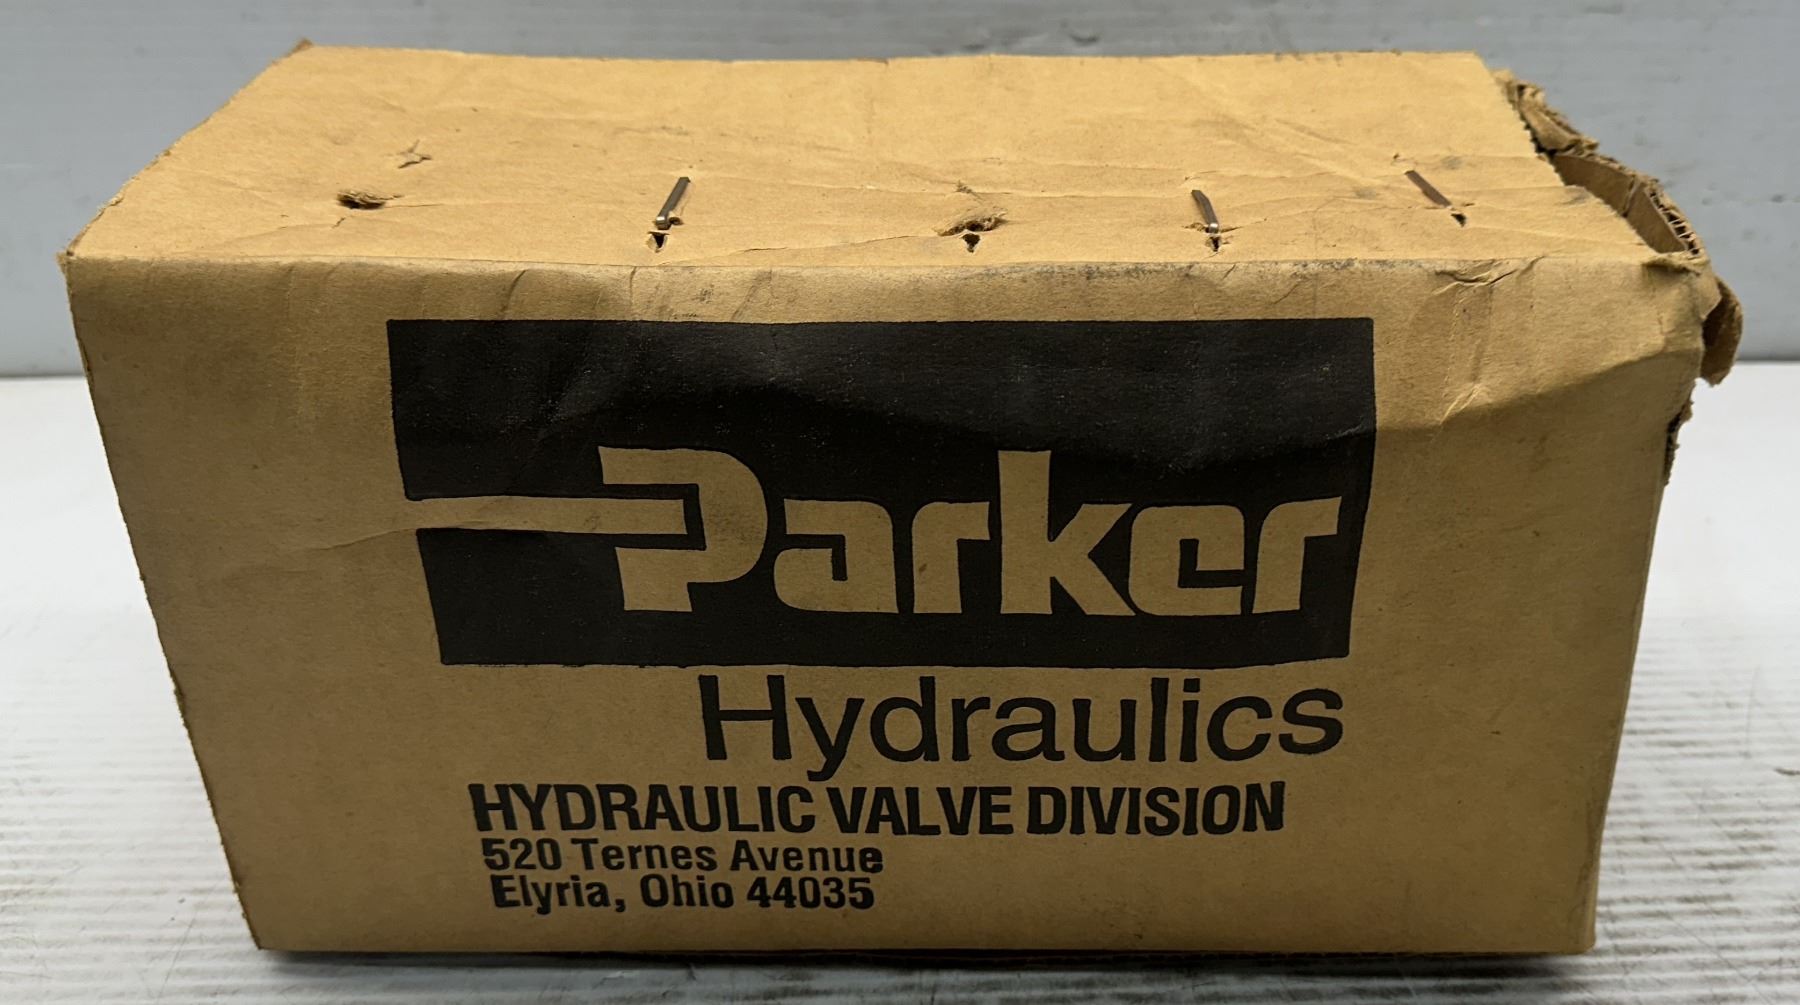 Parker
Hydraulics
HYDRAULIC VALVE DIVISION
520 Ternes Avenue
Elyria, Ohio 44035